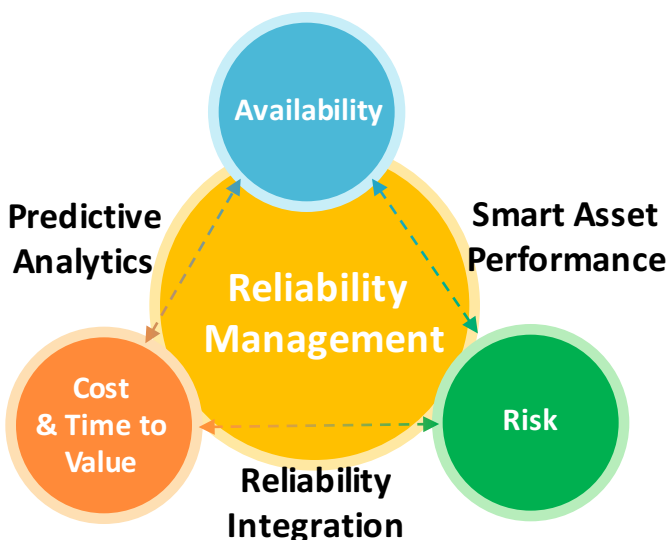 Availability
Predictive
Analytics
Smart Asset
Performance
Reliability
Management
Cost
& Time to
Value
Risk
Reliability
Integration